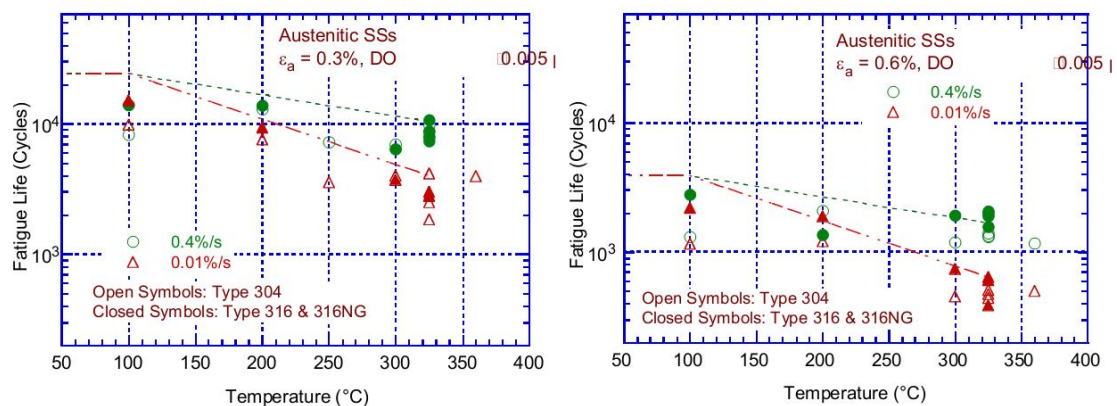 Austenitic SSs
εa = 0.3%, DO □0.005 |
Fatigue Life (Cycles)
10^4
10^3
0.4%/s
0.01%/s
Open Symbols: Type 304
Closed Symbols: Type 316 & 316NG
50 100 150 200 250 300 350 400
Temperature (°C)
Austenitic SSs
εa = 0.6%, DO □0.005 |
0.4%/s
0.01%/s
Fatigue Life (Cycles)
10^4
10^3
Open Symbols: Type 304
Closed Symbols: Type 316 & 316NG
50 100 150 200 250 300 350 400
Temperature (°C)